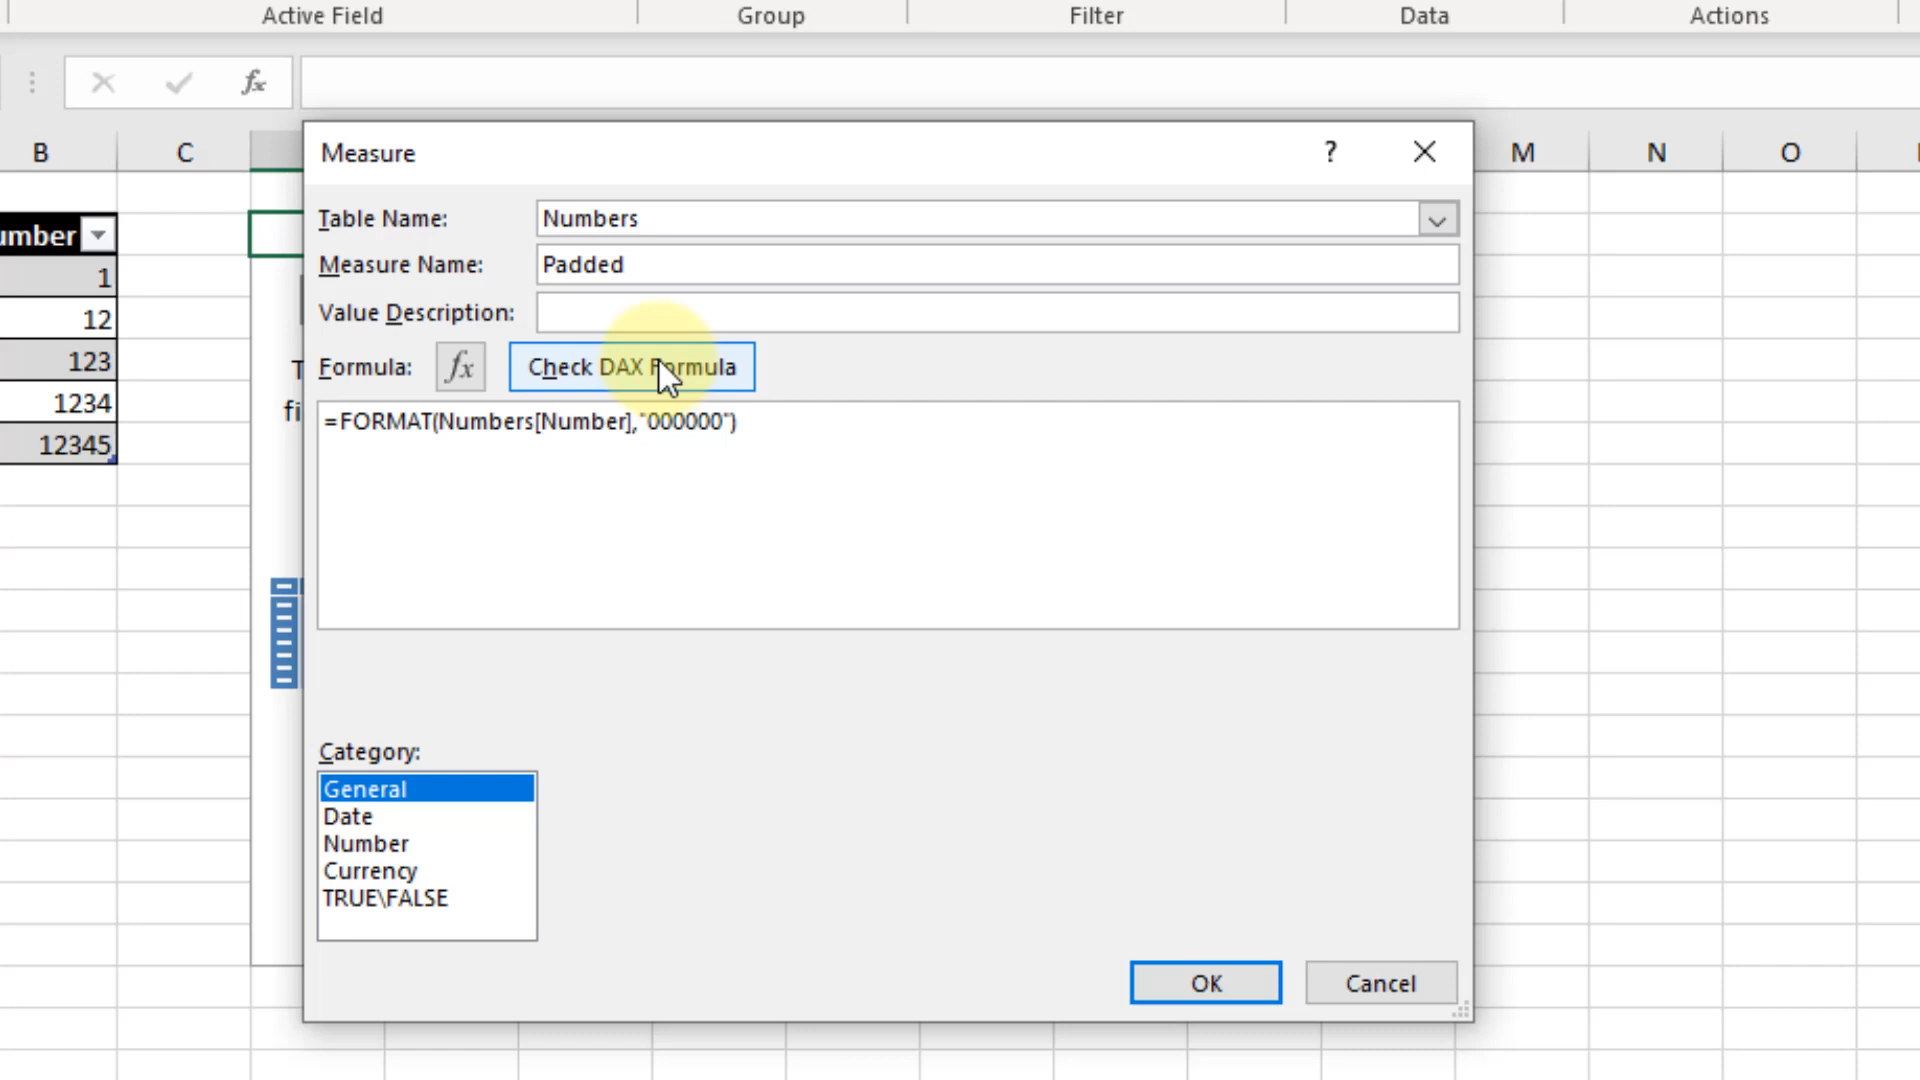 Active Field
Group
Filter
Data
Actions
fx
B
C
M
N
O
umber
1
12
123
1234
12345
T
fi
Measure
?
Table Name:
Numbers
Measure Name:
Padded
Value Description:
Formula:
fx
Check DAX Formula
=FORMAT(Numbers[Number],"000000")
Category:
General
Date
Number
Currency
TRUE\FALSE
OK
Cancel